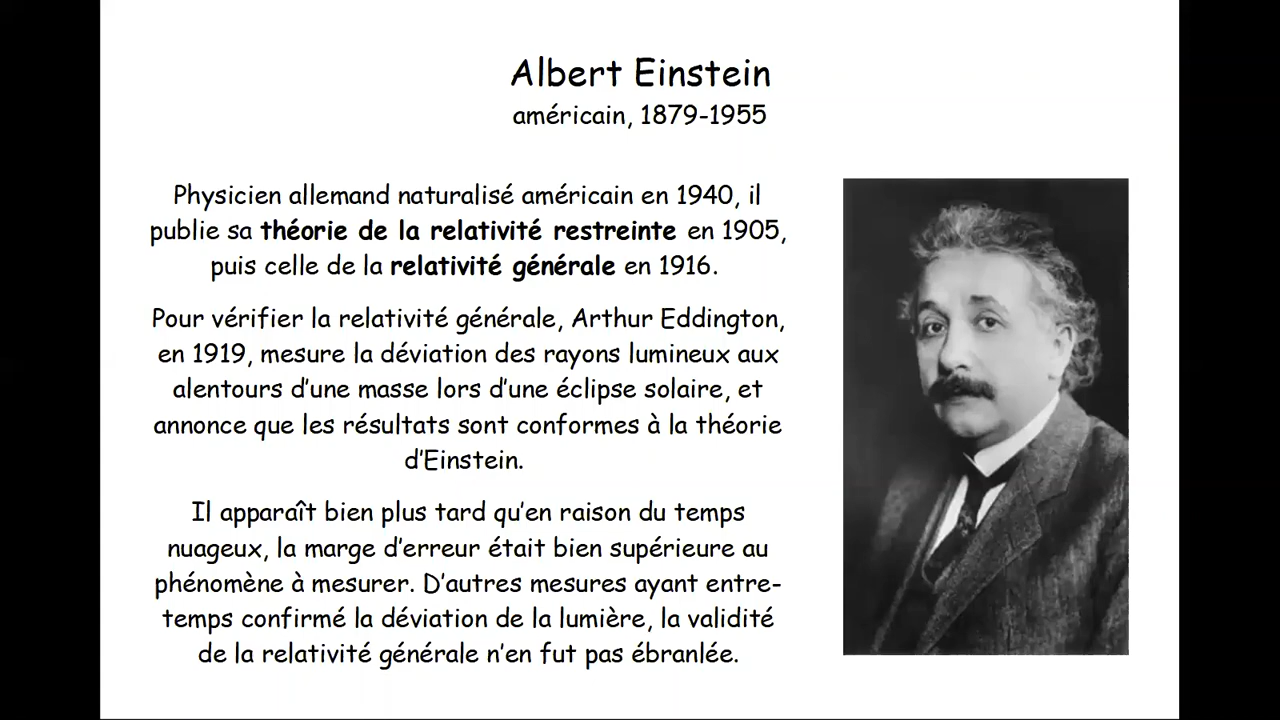 Albert Einstein
américain, 1879-1955
Physicien allemand naturalisé américain en 1940, il
publie sa théorie de la relativité restreinte en 1905,
puis celle de la relativité générale en 1916.
Pour vérifier la relativité générale, Arthur Eddington,
en 1919, mesure la déviation des rayons lumineux aux
alentours d'une masse lors d'une éclipse solaire, et
annonce que les résultats sont conformes à la théorie
d'Einstein.
Il apparaît bien plus tard qu'en raison du temps
nuageux, la marge d'erreur était bien supérieure au
phénomène à mesurer. D'autres mesures ayant entre-
temps confirmé la déviation de la lumière, la validité
de la relativité générale n'en fut pas ébranlée.